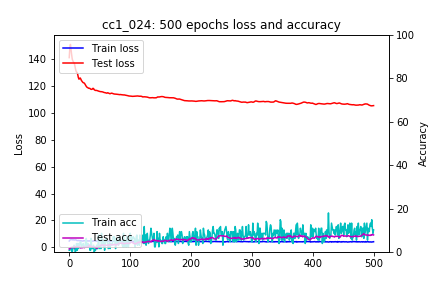 cc1_024: 500 epochs loss and accuracy
Train loss
Test loss
Train acc
Test acc
Loss
Accuracy
0
20
40
60
80
100
120
140
0
20
40
60
80
100
0
100
200
300
400
500